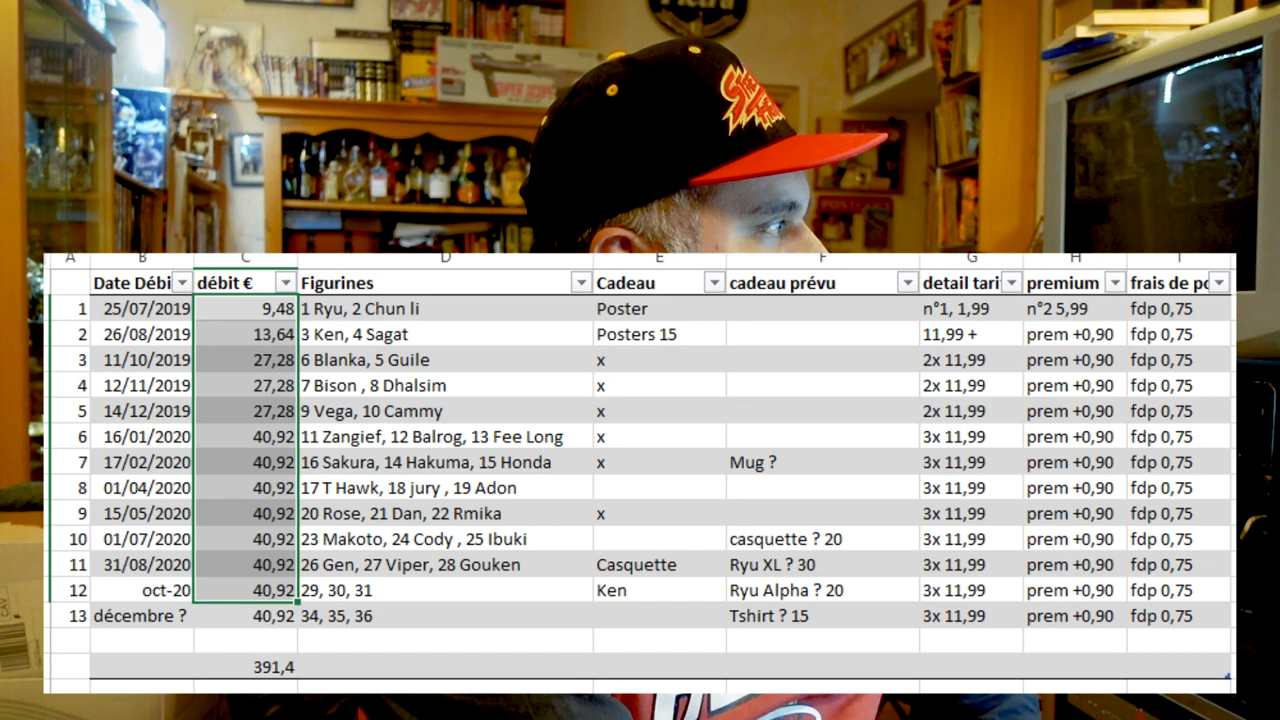 SUPER SCOPE
A B C D E F G H I
Date Débi débit € Figurines Cadeau cadeau prévu detail tari premium frais de po
1 25/07/2019 9,48 1 Ryu, 2 Chun li Poster n°1, 1,99 n°2 5,99 fdp 0,75
2 26/08/2019 13,64 3 Ken, 4 Sagat Posters 15 11,99 + prem +0,90 fdp 0,75
3 11/10/2019 27,28 6 Blanka, 5 Guile x 2x 11,99 prem +0,90 fdp 0,75
4 12/11/2019 27,28 7 Bison , 8 Dhalsim x 2x 11,99 prem +0,90 fdp 0,75
5 14/12/2019 27,28 9 Vega, 10 Cammy x 2x 11,99 prem +0,90 fdp 0,75
6 16/01/2020 40,92 11 Zangief, 12 Balrog, 13 Fee Long x 3x 11,99 prem +0,90 fdp 0,75
7 17/02/2020 40,92 16 Sakura, 14 Hakuma, 15 Honda x Mug ? 3x 11,99 prem +0,90 fdp 0,75
8 01/04/2020 40,92 17 T Hawk, 18 jury , 19 Adon 3x 11,99 prem +0,90 fdp 0,75
9 15/05/2020 40,92 20 Rose, 21 Dan, 22 Rmika x 3x 11,99 prem +0,90 fdp 0,75
10 01/07/2020 40,92 23 Makoto, 24 Cody , 25 Ibuki casquette ? 20 3x 11,99 prem +0,90 fdp 0,75
11 31/08/2020 40,92 26 Gen, 27 Viper, 28 Gouken Casquette Ryu XL ? 30 3x 11,99 prem +0,90 fdp 0,75
12 oct-20 40,92 29, 30, 31 Ken Ryu Alpha ? 20 3x 11,99 prem +0,90 fdp 0,75
13 décembre ? 40,92 34, 35, 36 Tshirt ? 15 3x 11,99 prem +0,90 fdp 0,75
391,4